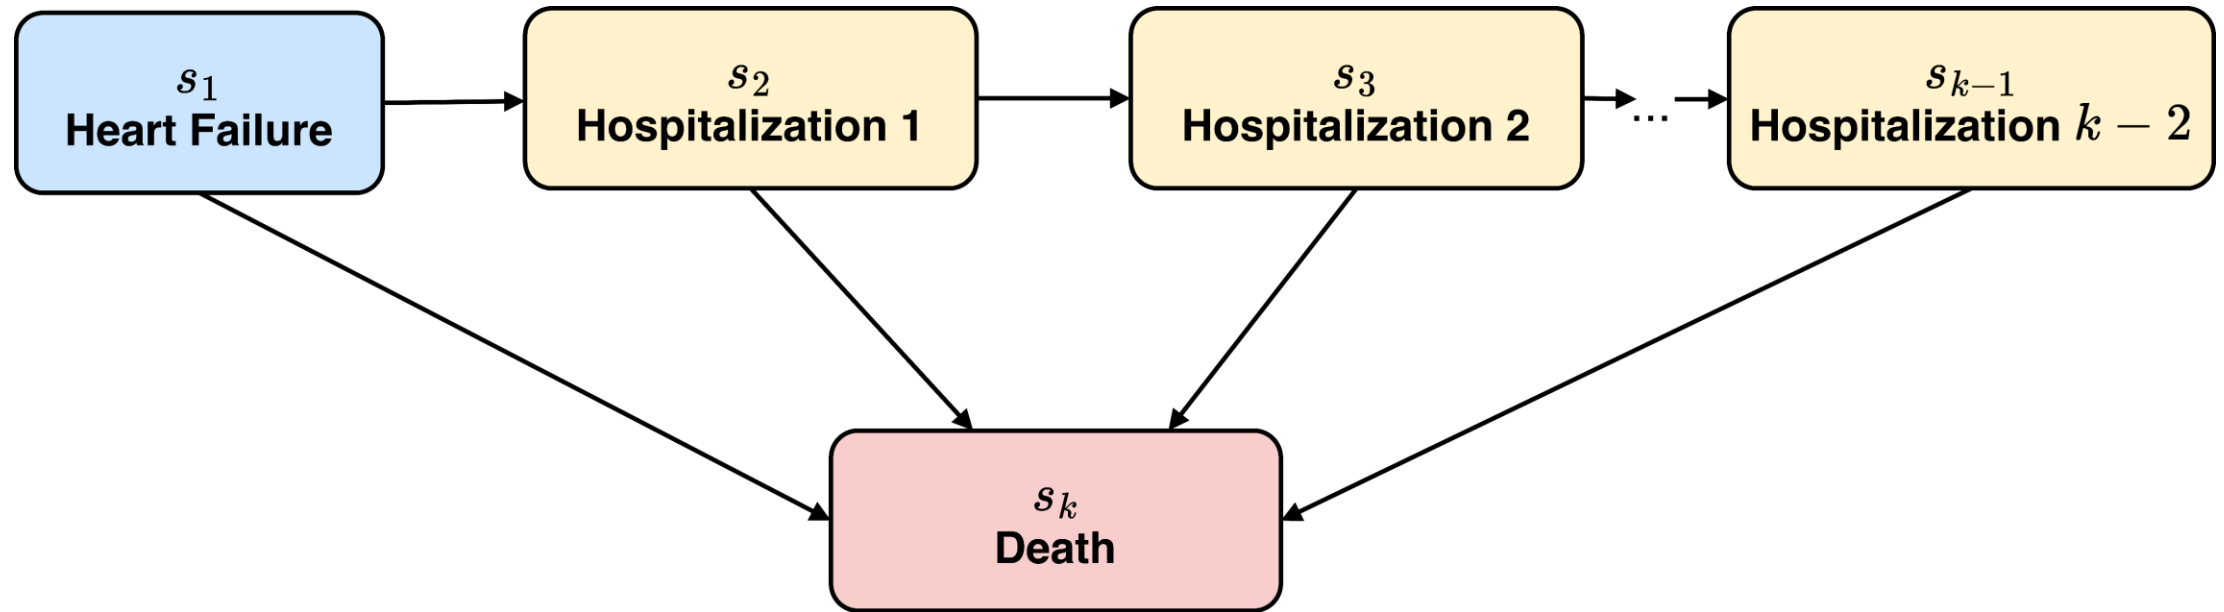 s₁
Heart Failure
s₂
Hospitalization 1
s₃
Hospitalization 2
...
sₖ₋₁
Hospitalization k − 2
sₖ
Death